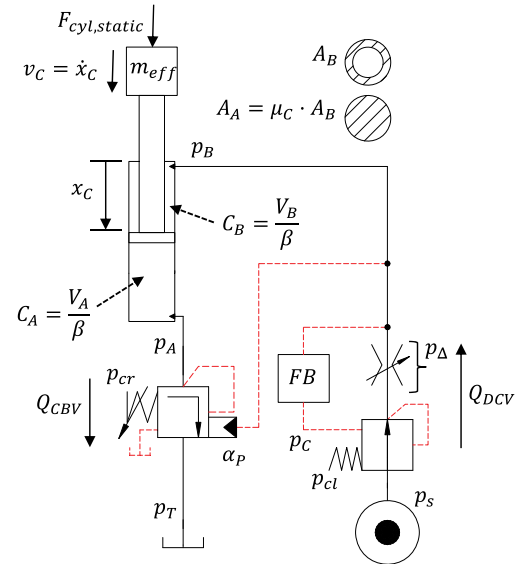 F_{cyl,static}
v_C = ẋ_C
m_{eff}
A_B
A_A = μ_C · A_B
p_B
x_C
C_B = V_B/β
C_A = V_A/β
p_A
p_Δ
p_{cr}
FB
Q_{CBV}
Q_{DCV}
p_C
α_P
p_{cl}
p_T
p_S